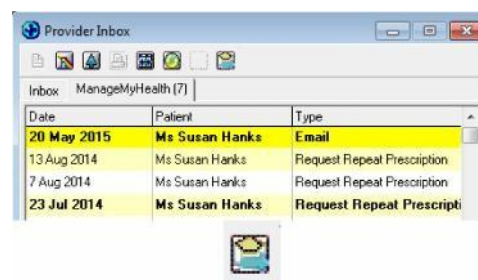 Provider Inbox
Inbox ManageMyHealth (7)
Date Patient Type
20 May 2015 Ms Susan Hanks Email
13 Aug 2014 Ms Susan Hanks Request Repeat Prescription
7 Aug 2014 Ms Susan Hanks Request Repeat Prescription
23 Jul 2014 Ms Susan Hanks Request Repeat Prescripti